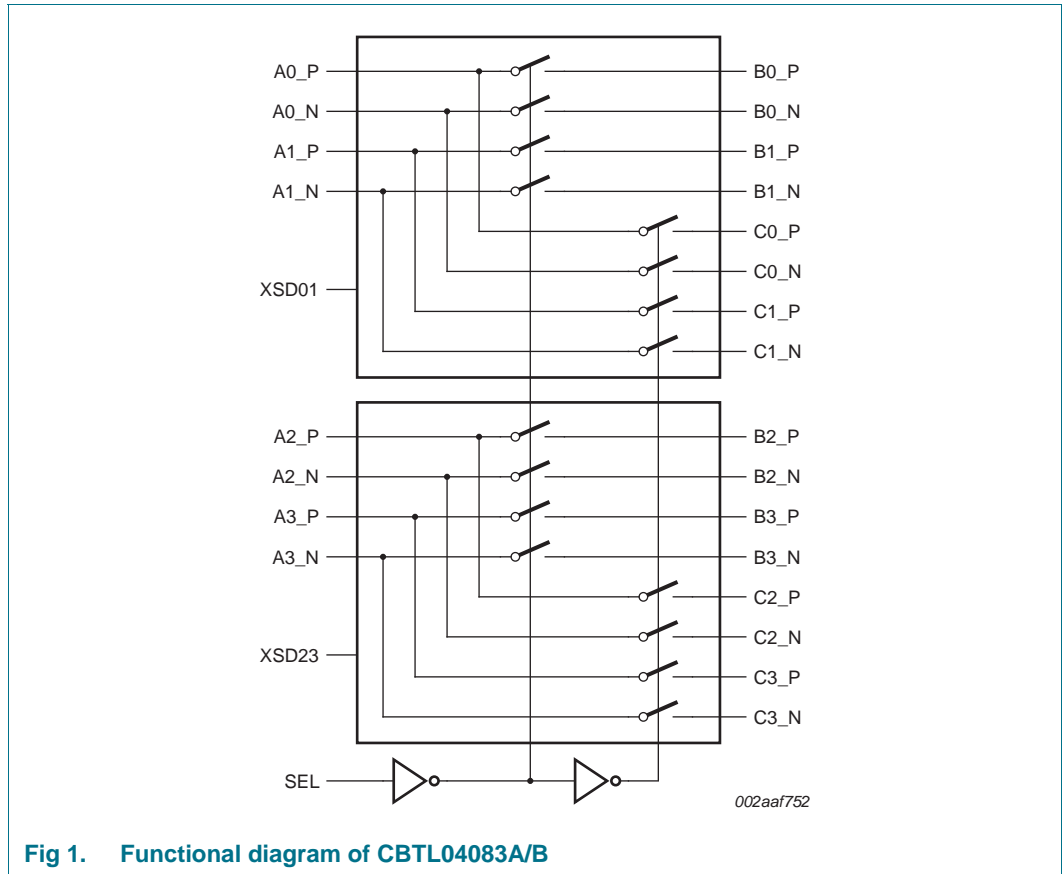 A0_P
B0_P
A0_N
B0_N
A1_P
B1_P
A1_N
B1_N
C0_P
C0_N
XSD01
C1_P
C1_N
A2_P
B2_P
A2_N
B2_N
A3_P
B3_P
A3_N
B3_N
C2_P
C2_N
XSD23
C3_P
C3_N
SEL
002aaf752
Fig 1. Functional diagram of CBTL04083A/B